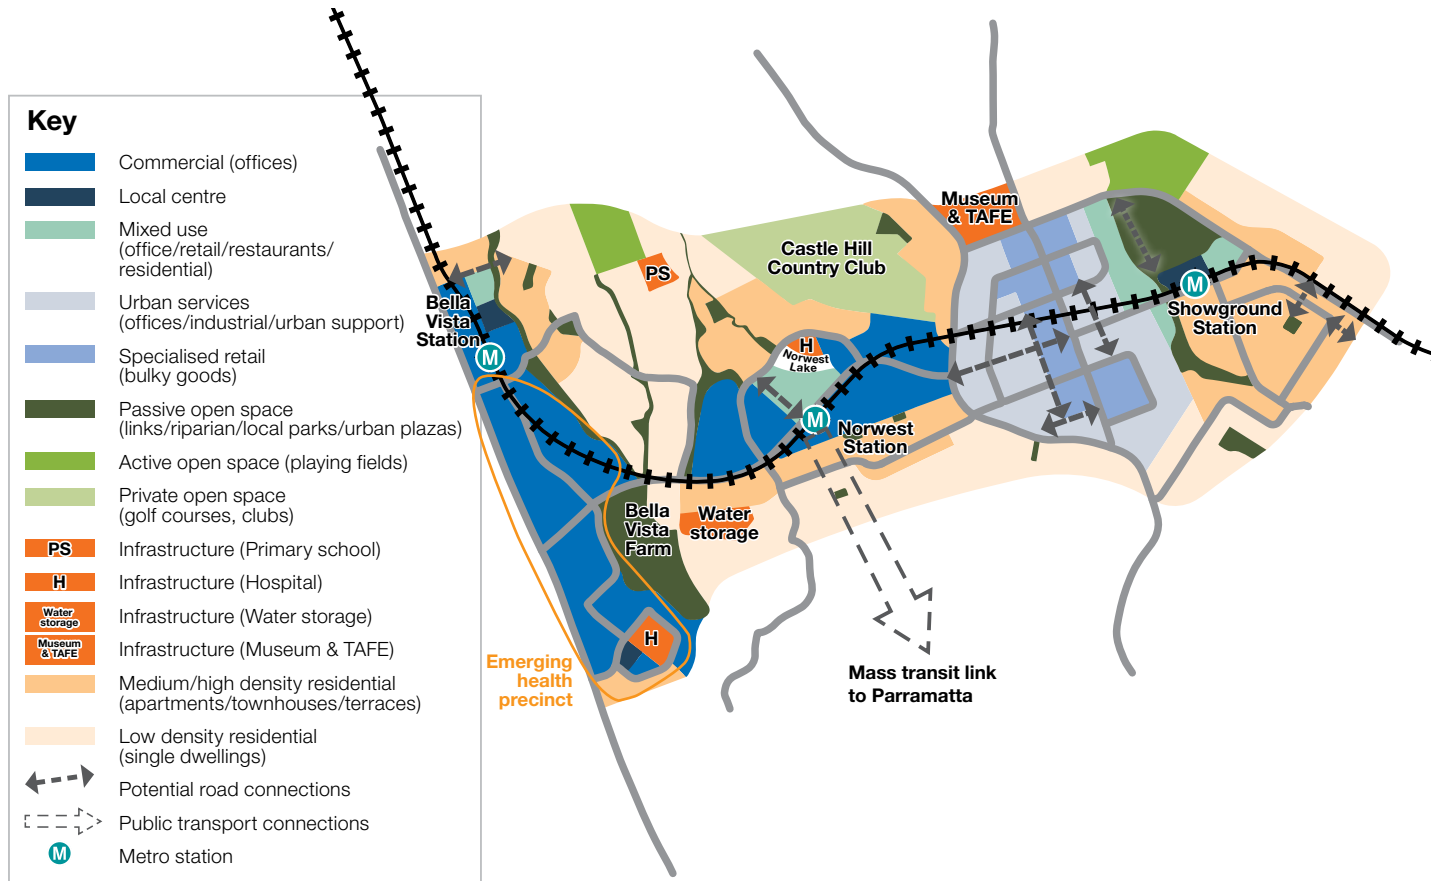 Key
Commercial (offices)
Local centre
Mixed use
(office/retail/restaurants/
residential)
Urban services
(offices/industrial/urban support)
Specialised retail
(bulky goods)
Passive open space
(links/riparian/local parks/urban plazas)
Active open space (playing fields)
Private open space
(golf courses, clubs)
PS
Infrastructure (Primary school)
H
Infrastructure (Hospital)
Water
storage
Infrastructure (Water storage)
Museum
& TAFE
Infrastructure (Museum & TAFE)
Medium/high density residential
(apartments/townhouses/terraces)
Low density residential
(single dwellings)
Potential road connections
Public transport connections
M
Metro station
Bella
Vista
Station
M
PS
Castle Hill
Country Club
Museum
& TAFE
M
Showground
Station
H
Norwest
Lake
M
Norwest
Station
Bella
Vista
Farm
Water
storage
H
Emerging
health
precinct
Mass transit link
to Parramatta